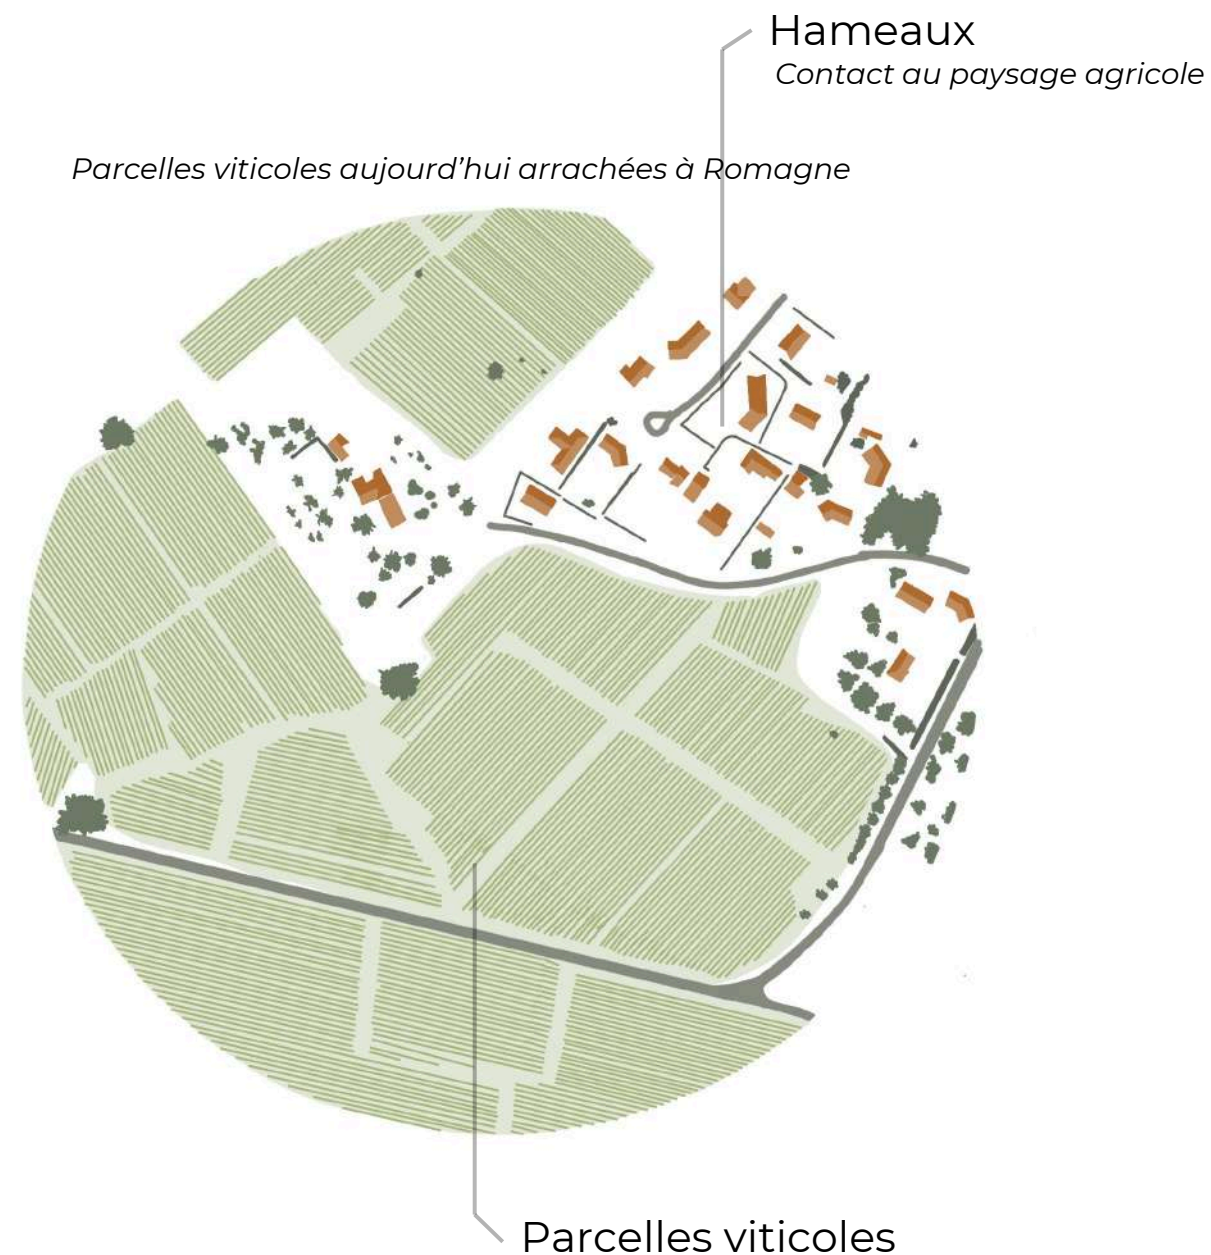 Hameaux
Contact au paysage agricole
Parcelles viticoles aujourd’hui arrachées à Romagne
Parcelles viticoles